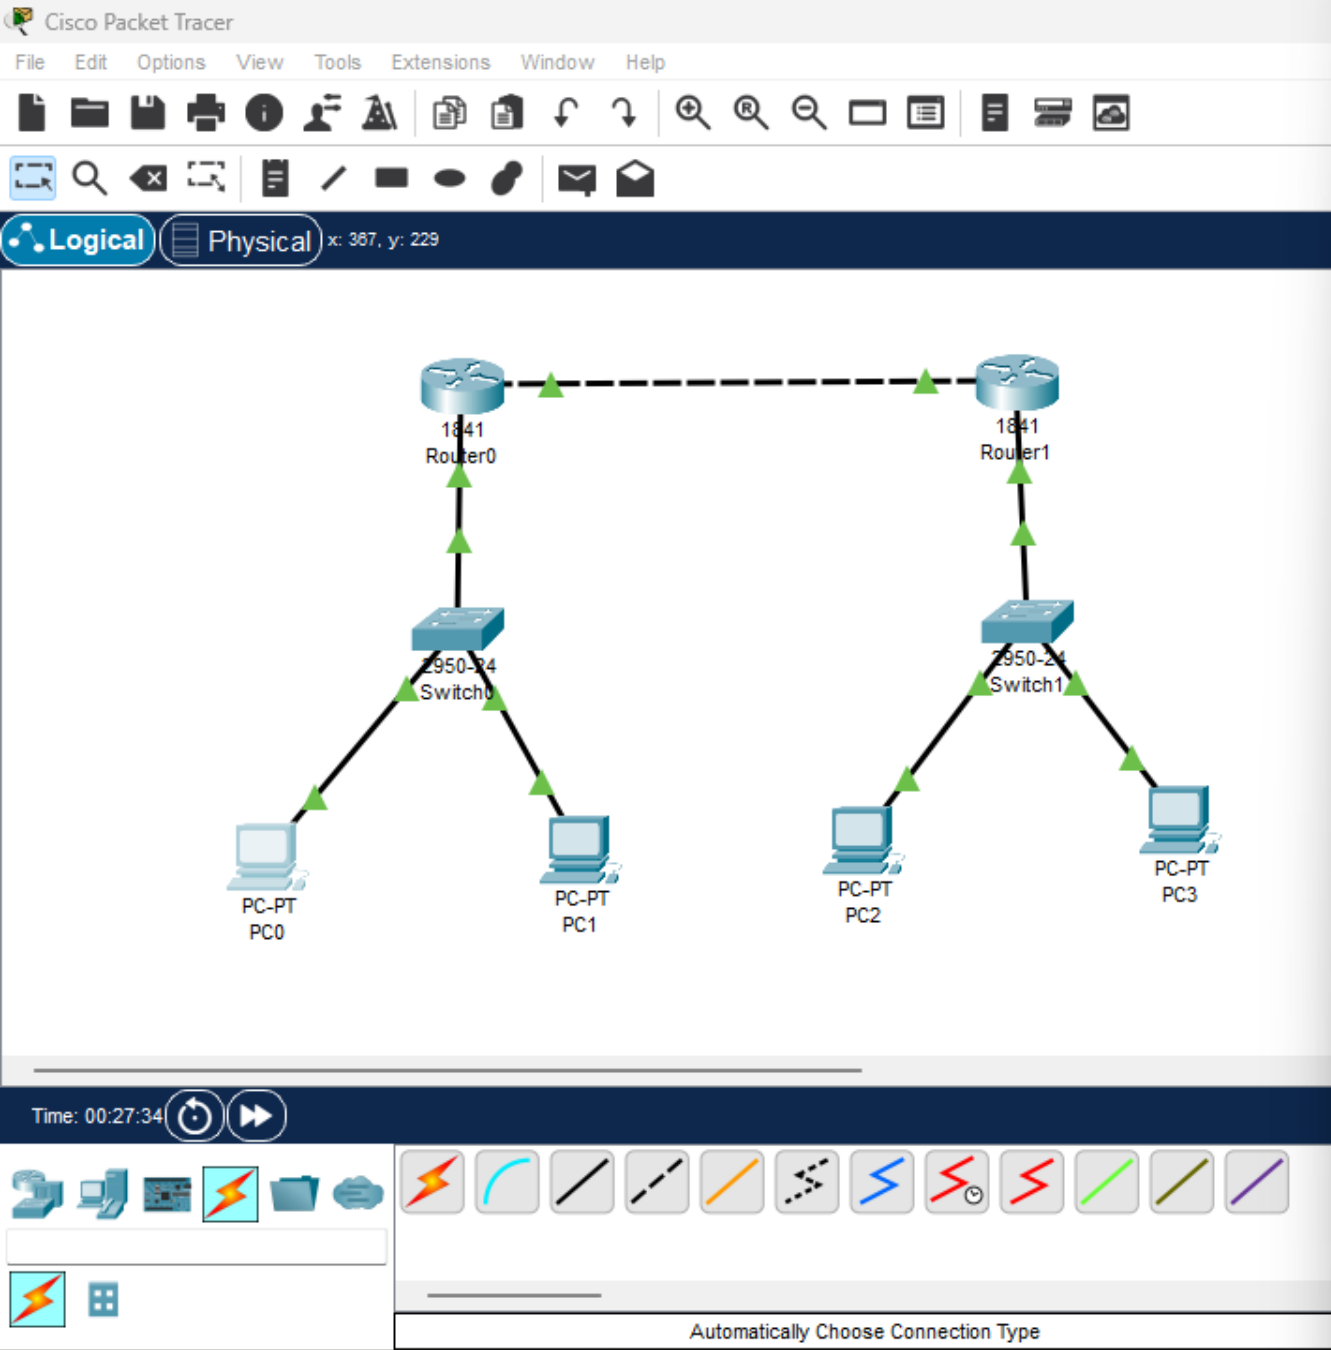 Cisco Packet Tracer
File Edit Options View Tools Extensions Window Help
Logical Physical x: 387, y: 229
1841
Router0
1841
Router1
2950-24
Switch0
2950-24
Switch1
PC-PT
PC0
PC-PT
PC1
PC-PT
PC2
PC-PT
PC3
Time: 00:27:34
Automatically Choose Connection Type